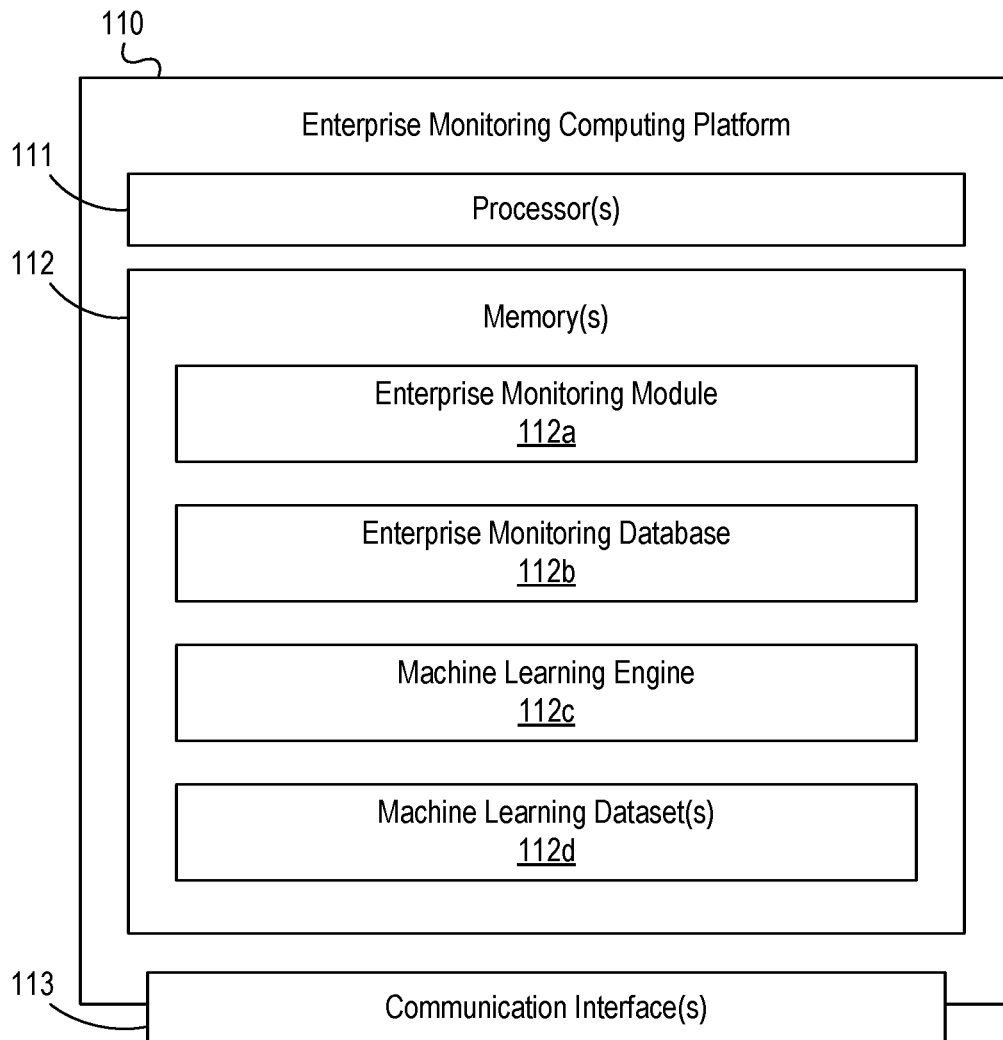 110
Enterprise Monitoring Computing Platform
111
Processor(s)
112
Memory(s)
Enterprise Monitoring Module
112a
Enterprise Monitoring Database
112b
Machine Learning Engine
112c
Machine Learning Dataset(s)
112d
113
Communication Interface(s)